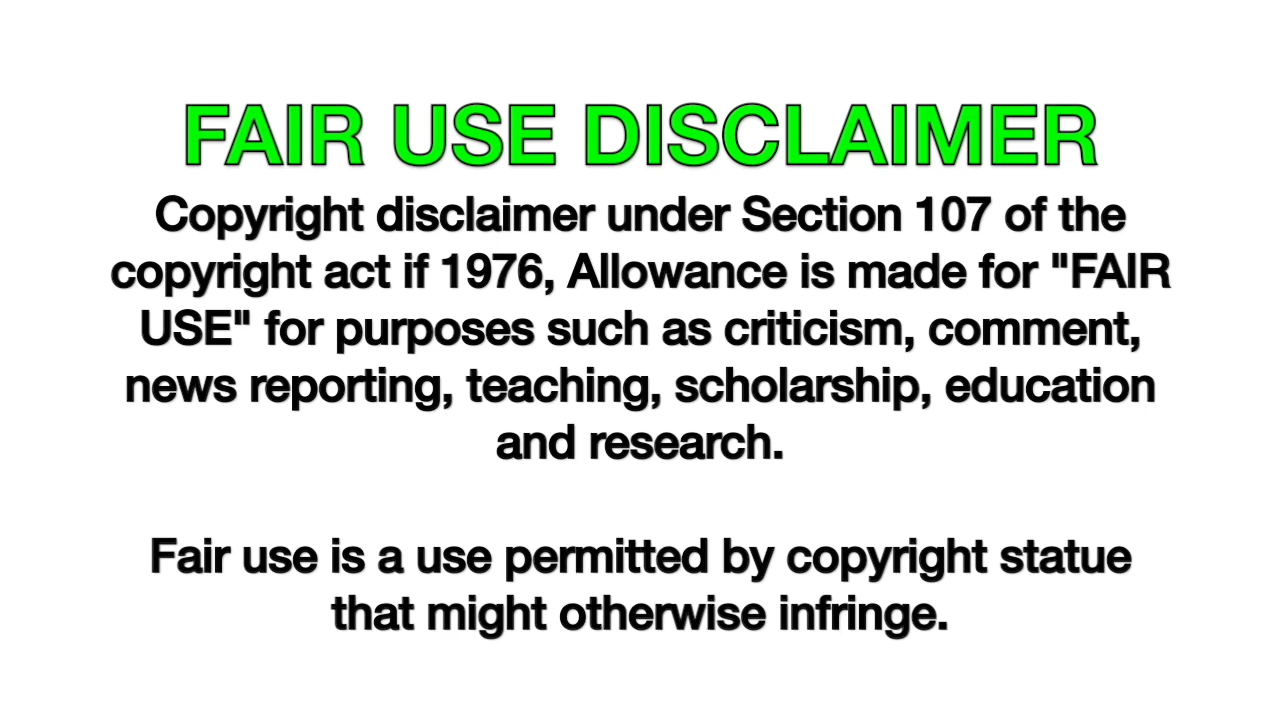 FAIR USE DISCLAIMER
Copyright disclaimer under Section 107 of the
copyright act if 1976, Allowance is made for "FAIR
USE" for purposes such as criticism, comment,
news reporting, teaching, scholarship, education
and research.
Fair use is a use permitted by copyright statue
that might otherwise infringe.